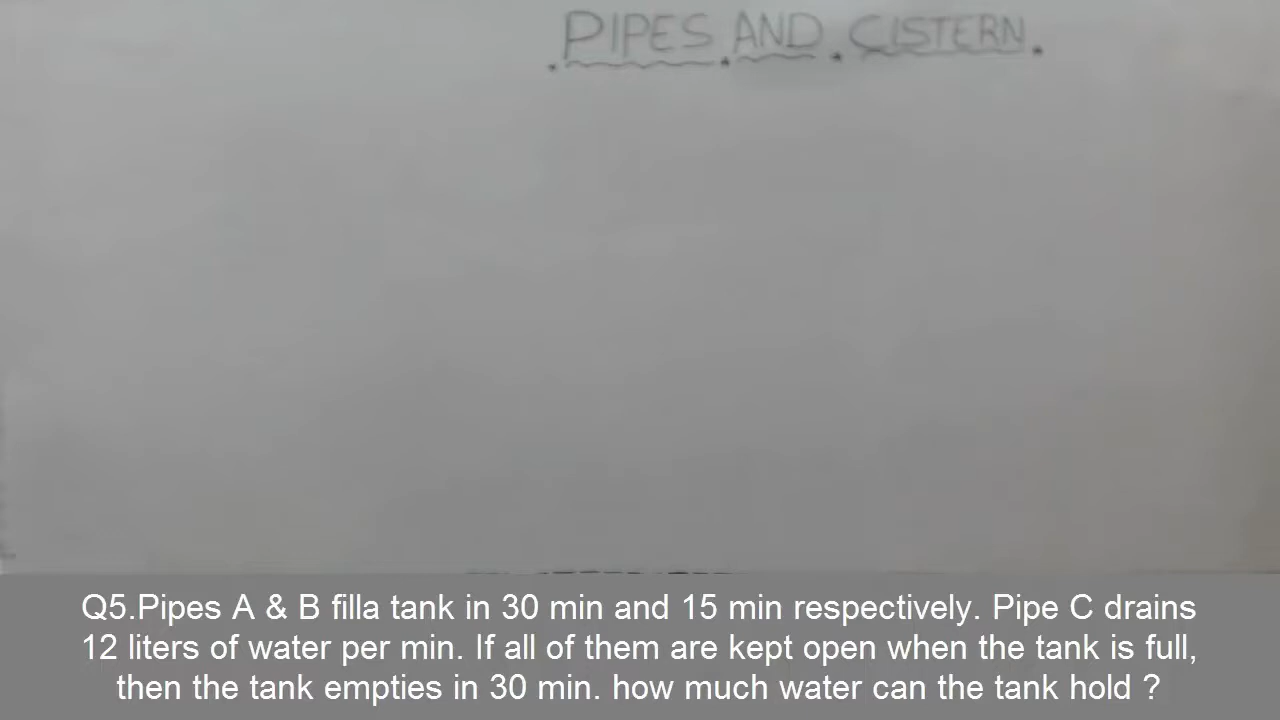 PIPES AND CISTERN.
Q5.Pipes A & B filla tank in 30 min and 15 min respectively. Pipe C drains
12 liters of water per min. If all of them are kept open when the tank is full,
then the tank empties in 30 min. how much water can the tank hold ?